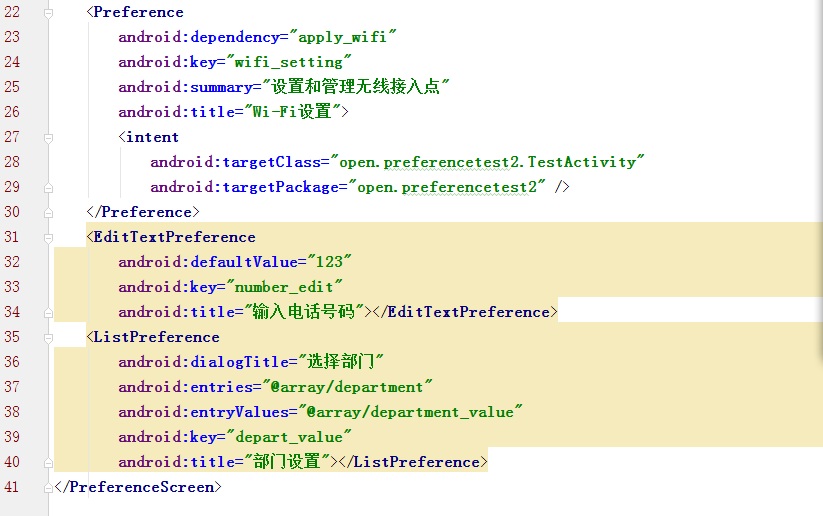 22 <Preference
23 android:dependency="apply_wifi"
24 android:key="wifi_setting"
25 android:summary="设置和管理无线接入点"
26 android:title="Wi-Fi设置">
27 <intent
28 android:targetClass="open.preferencetest2.TestActivity"
29 android:targetPackage="open.preferencetest2" />
30 </Preference>
31 <EditTextPreference
32 android:defaultValue="123"
33 android:key="number_edit"
34 android:title="输入电话号码"></EditTextPreference>
35 <ListPreference
36 android:dialogTitle="选择部门"
37 android:entries="@array/department"
38 android:entryValues="@array/department_value"
39 android:key="depart_value"
40 android:title="部门设置"></ListPreference>
41 </PreferenceScreen>